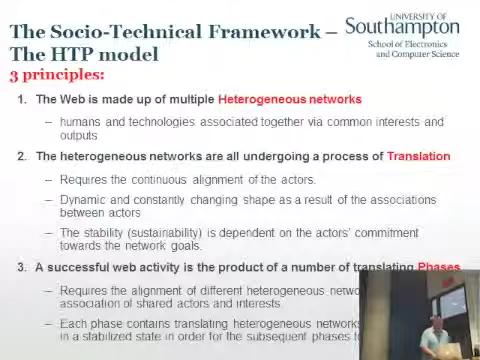 The Socio-Technical Framework –
The HTP model
3 principles:
UNIVERSITY OF
Southampton
School of Electronics
and Computer Science
1. The Web is made up of multiple Heterogeneous networks
– humans and technologies associated together via common interests and
outputs
2. The heterogeneous networks are all undergoing a process of Translation
– Requires the continuous alignment of the actors.
– Dynamic and constantly changing shape as a result of the associations
between actors
– The stability (sustainability) is dependent on the actors' commitment
towards the network goals.
3. A successful web activity is the product of a number of translating Phases
– Requires the alignment of different heterogeneous
association of shared actors and interests.
– Each phase contains translating heterogeneous networks
in a stabilized state in order for the subsequent phases